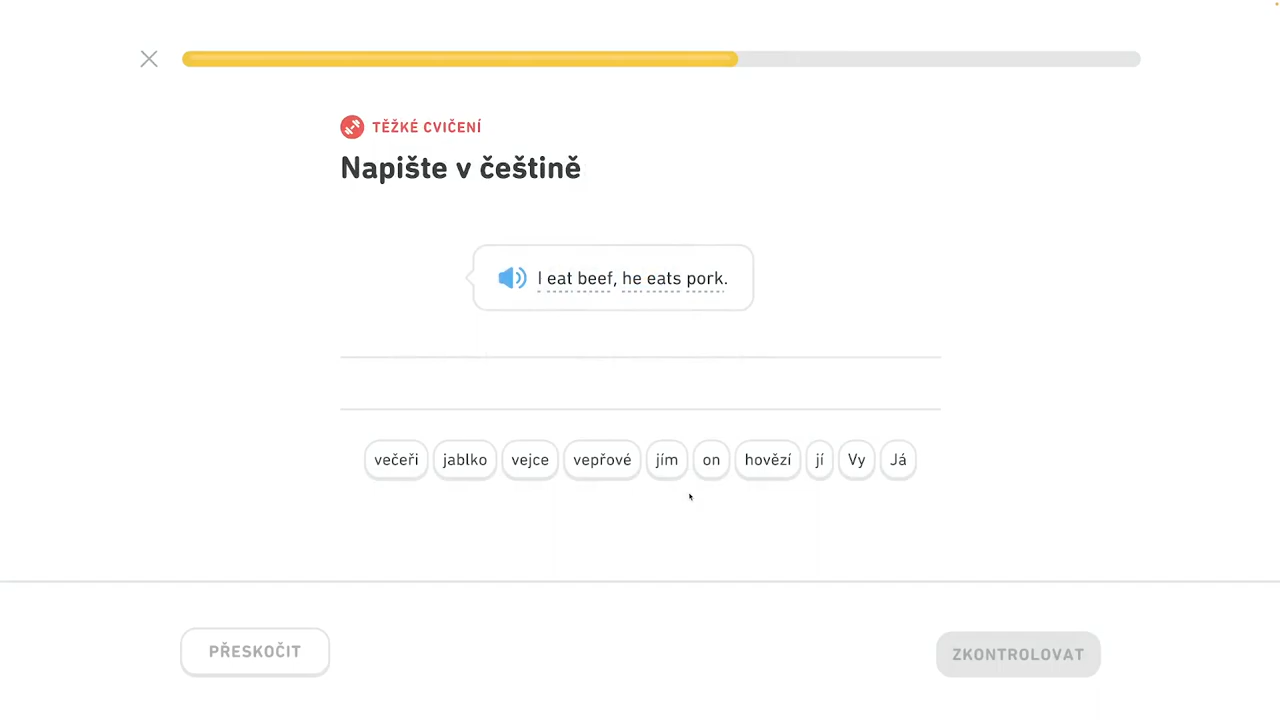 TĚŽKÉ CVIČENÍ
Napište v češtině
I eat beef, he eats pork.
večeři jablko vejce vepřové jím on hovězí jí Vy Já
PŘESKOČIT
ZKONTROLOVAT